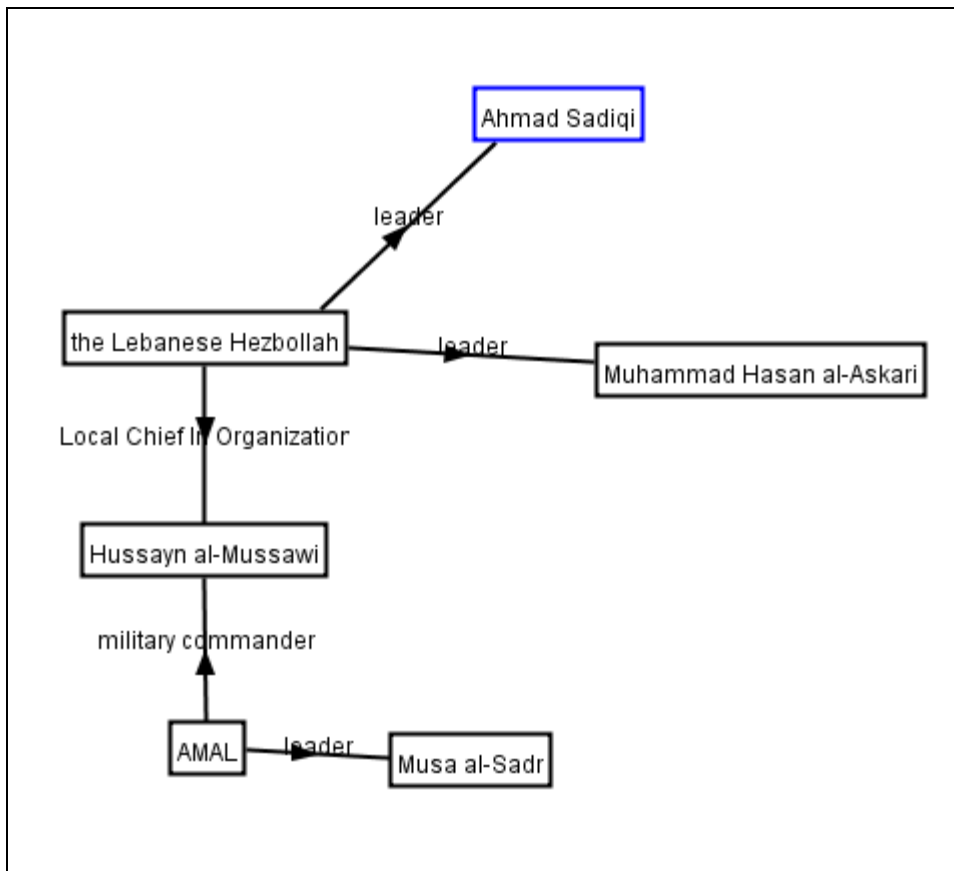 Ahmad Sadiqi
leader
the Lebanese Hezbollah
leader
Muhammad Hasan al-Askari
Local Chief In Organization
Hussayn al-Mussawi
military commander
AMAL
leader
Musa al-Sadr